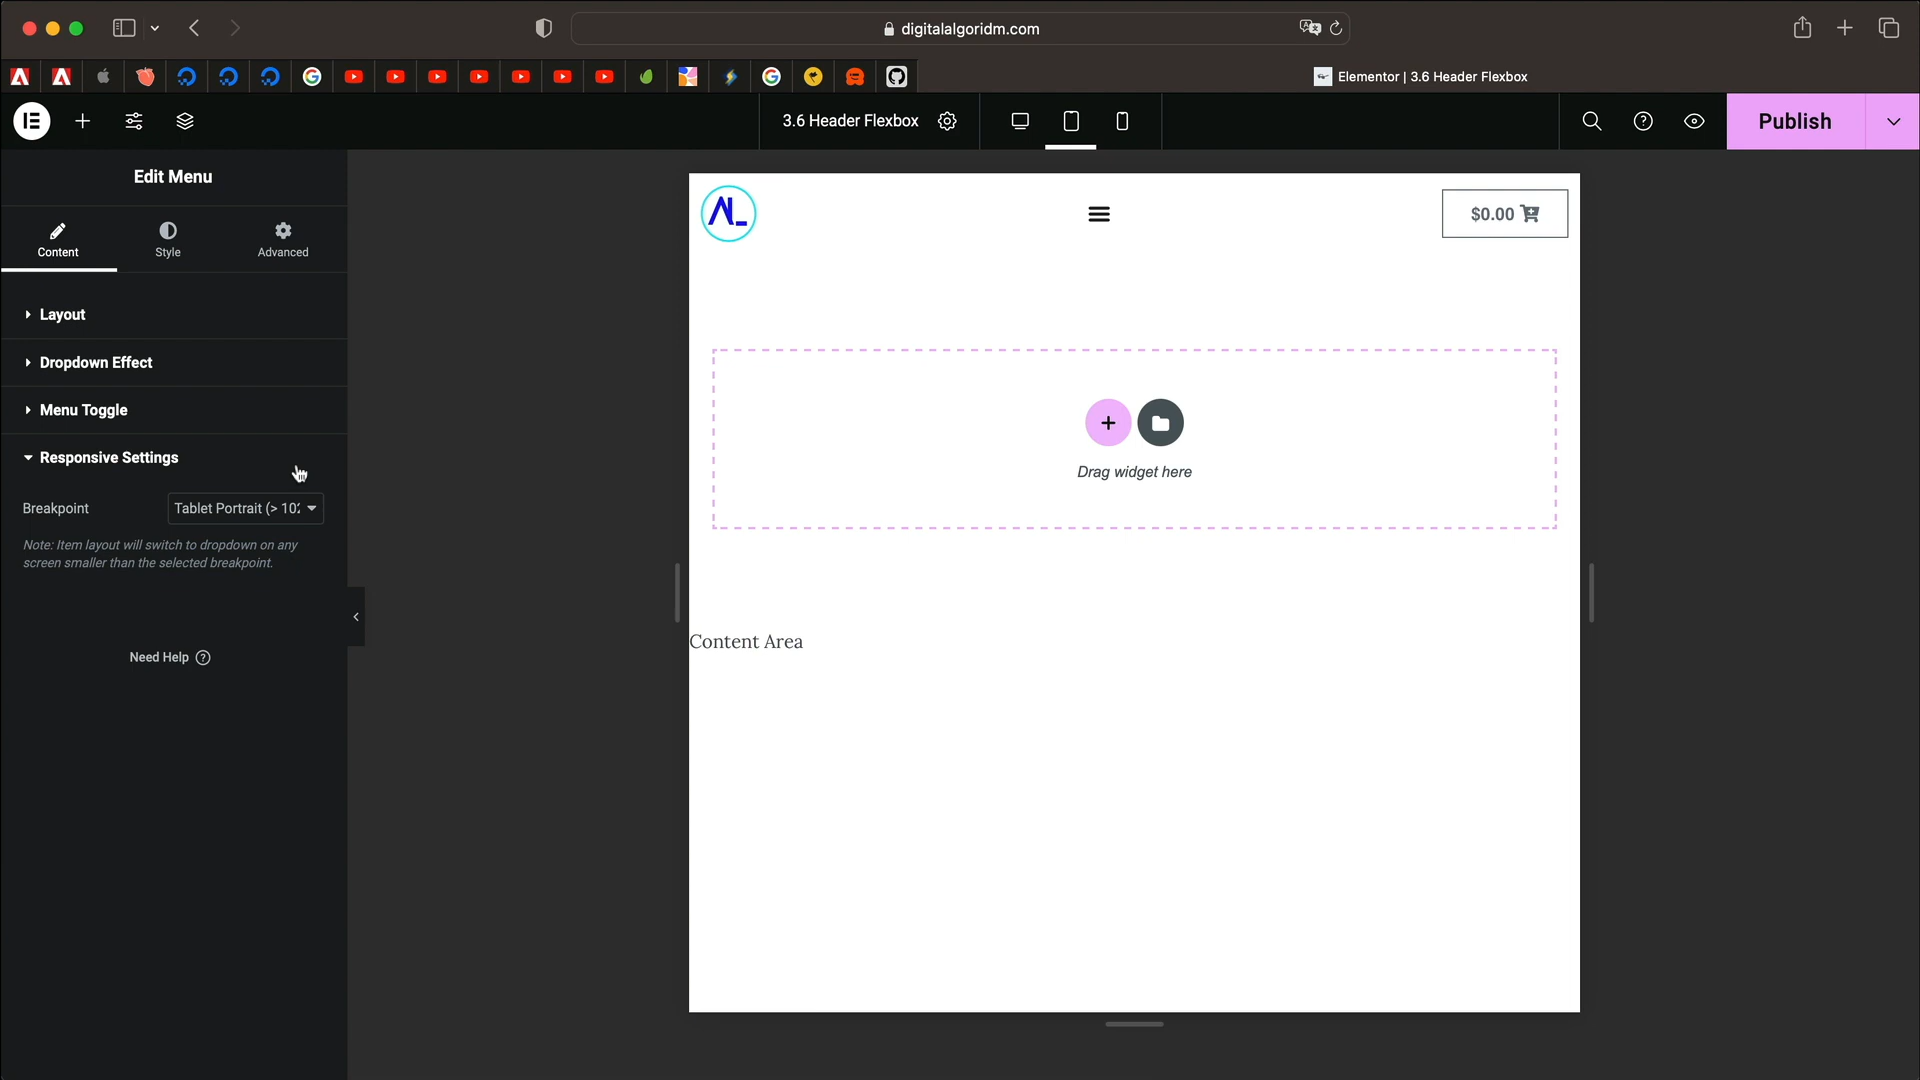 digitalalgoridm.com
Elementor | 3.6 Header Flexbox
3.6 Header Flexbox
Publish
Edit Menu
Content
Style
Advanced
Layout
Dropdown Effect
Menu Toggle
Responsive Settings
Breakpoint
Tablet Portrait (> 102
Note: Item layout will switch to dropdown on any
screen smaller than the selected breakpoint.
Need Help
AL_
$0.00
Drag widget here
Content Area